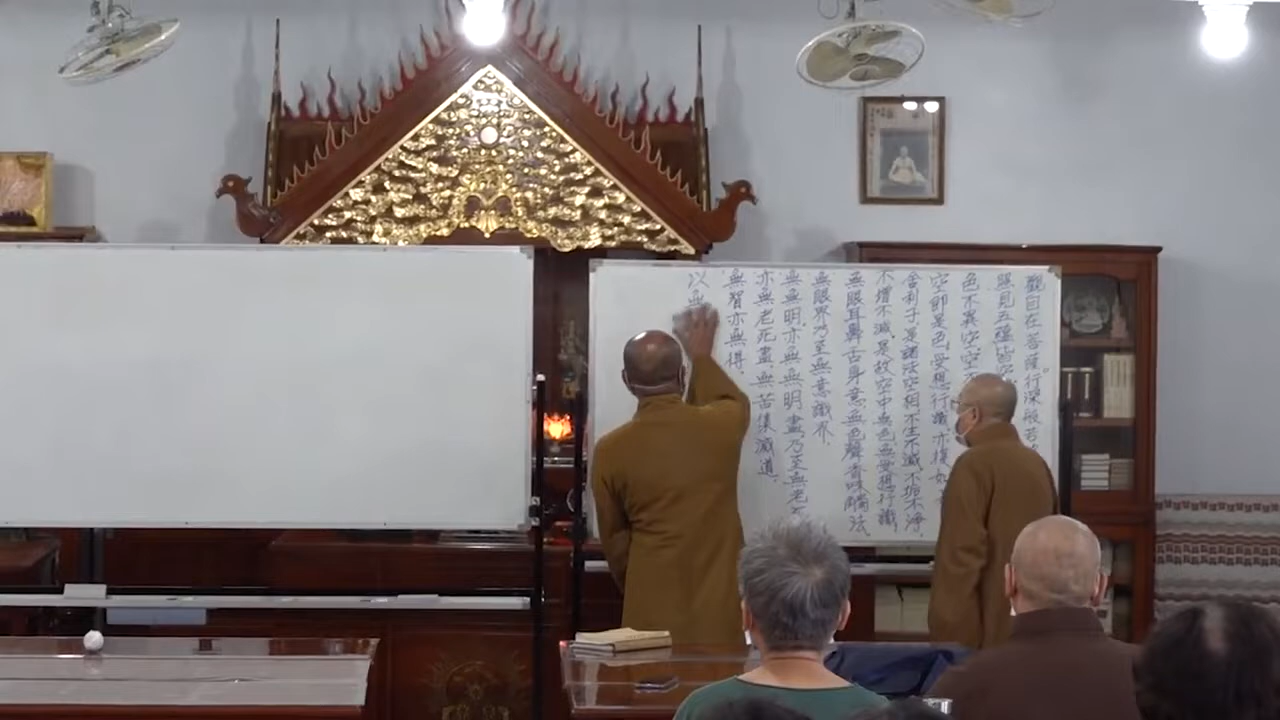 觀自在菩薩行深般若
照見五蘊皆空
色不異空空
空即是色受想行識亦復如
舍利子是諸法空相不生不滅不垢不淨
不增不減是故空中無色無受想行識
無眼耳鼻舌身意無色聲香味觸法
無眼界乃至無意識界
無無明亦無無明盡乃至無老
亦無老死盡無苦集滅道
無智亦無得
以無